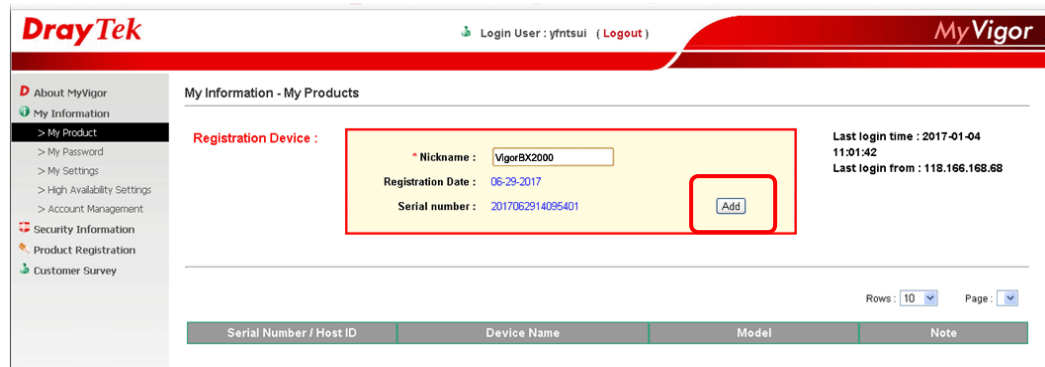 DrayTek
Login User : yfntsui ( Logout )
MyVigor
About MyVigor
My Information
> My Product
> My Password
> My Settings
> High Availability Settings
> Account Management
Security Information
Product Registration
Customer Survey
My Information - My Products
Registration Device :
* Nickname : VigorBX2000
Registration Date : 06-29-2017
Serial number : 2017062914095401
Add
Last login time : 2017-01-04
11:01:42
Last login from : 118.166.168.68
Rows : 10 Page :
Serial Number / Host ID Device Name Model Note